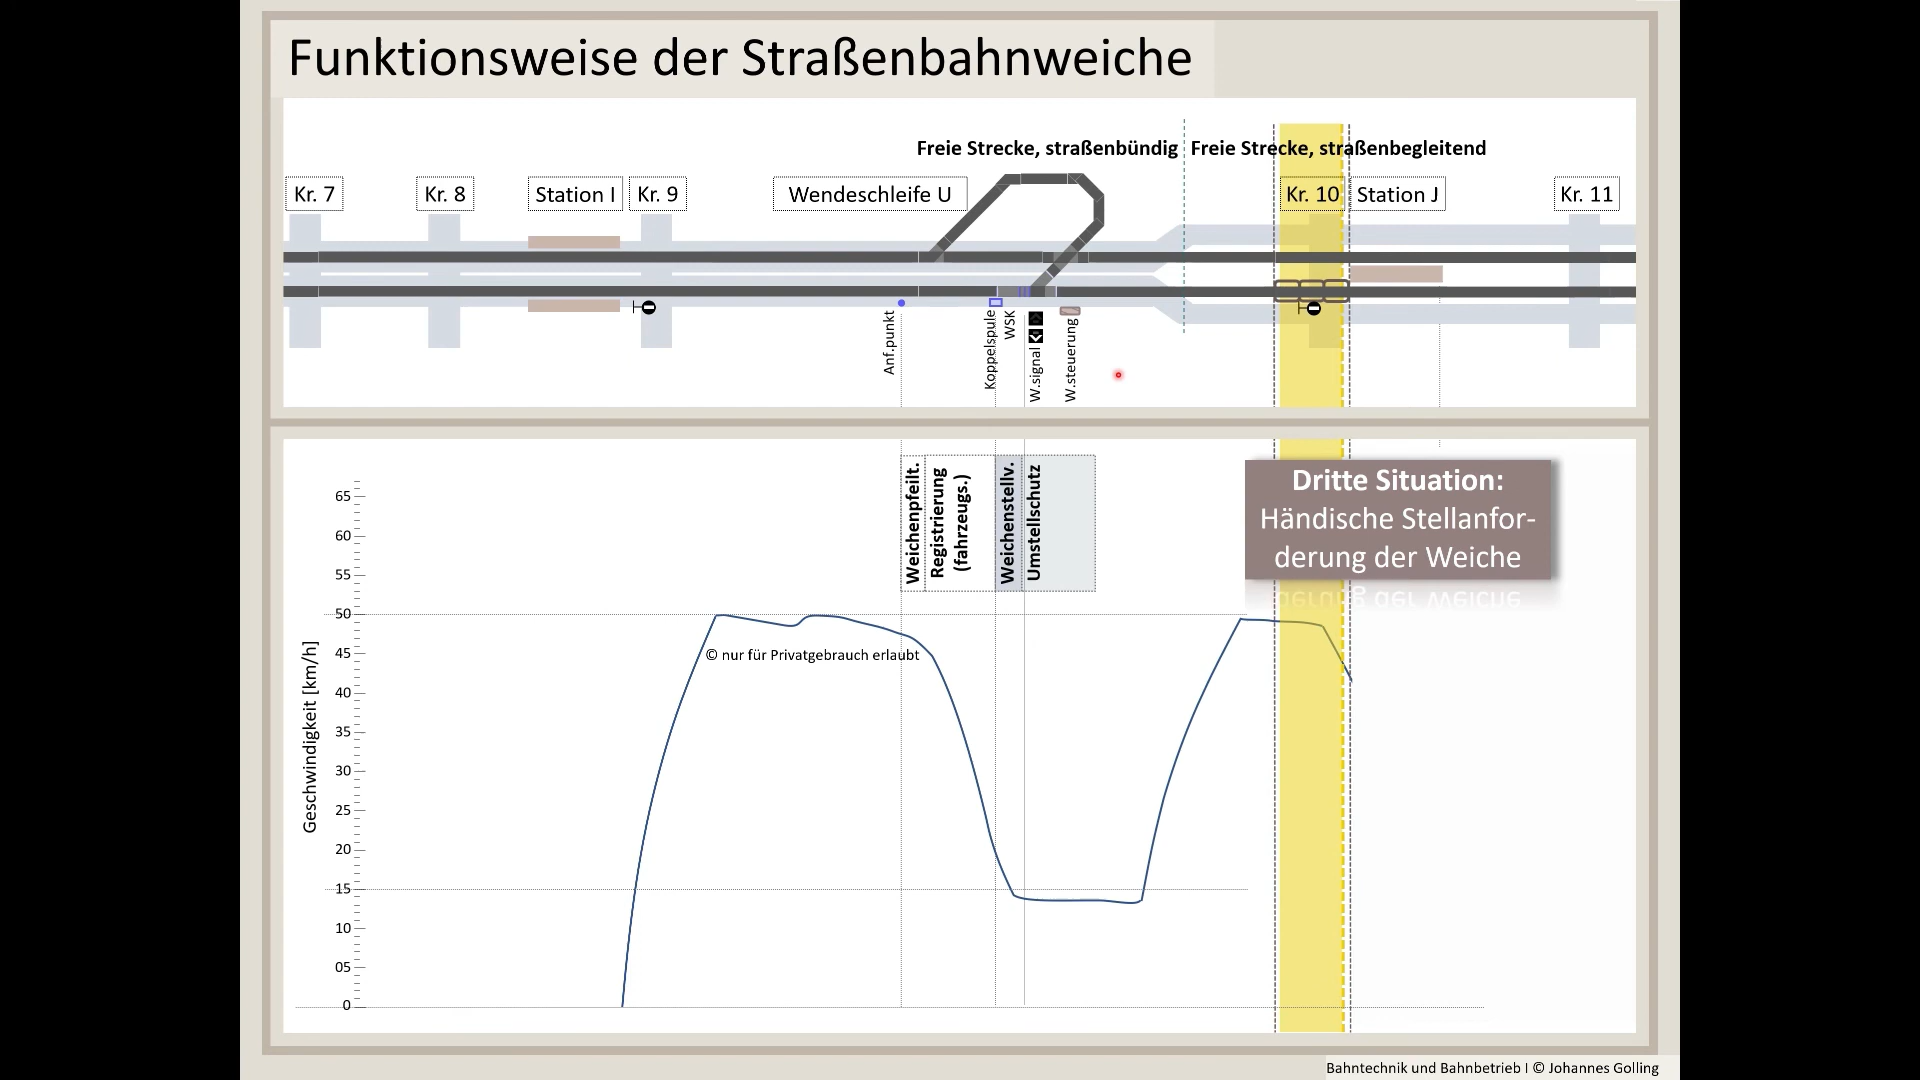 Funktionsweise der Straßenbahnweiche
Freie Strecke, straßenbündig
Freie Strecke, straßenbegleitend
Kr. 7
Kr. 8
Station I
Kr. 9
Wendeschleife U
Kr. 10
Station J
Kr. 11
Anf.punkt
Koppelspule
WSK
W.signal
W.steuerung
Weichenpfeilt.
Registrierung
(fahrzeugs.)
Weichenstellv.
Umstellschutz
Dritte Situation:
Händische Stellanfor-
derung der Weiche
Geschwindigkeit [km/h]
65
60
55
50
45
40
35
30
25
20
15
10
05
0
© nur für Privatgebrauch erlaubt
Bahntechnik und Bahnbetrieb I © Johannes Golling